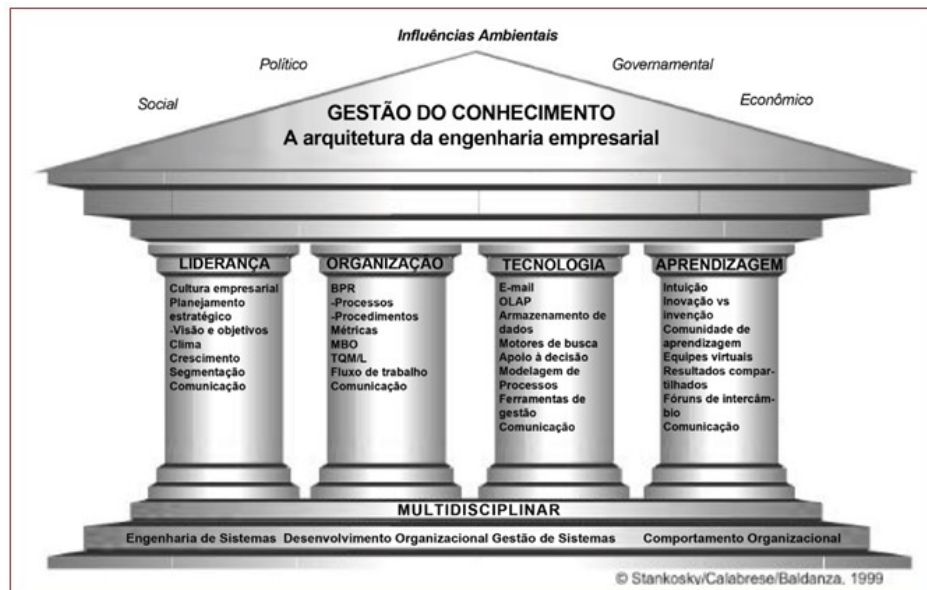 Influências Ambientais
Político
Governamental
Social
Econômico
GESTÃO DO CONHECIMENTO
A arquitetura da engenharia empresarial
LIDERANÇA
Cultura empresarial
Planejamento
estratégico
-Visão e objetivos
Clima
Crescimento
Segmentação
Comunicação
ORGANIZAÇÃO
BPR
-Processos
-Procedimentos
Métricas
MBO
TQM/L
Fluxo de trabalho
Comunicação
TECNOLOGIA
E-mail
OLAP
Armazenamento de
dados
Motores de busca
Apoio à decisão
Modelagem de
Processos
Ferramentas de
gestão
Comunicação
APRENDIZAGEM
Intuição
Inovação vs
invenção
Comunidade de
aprendizagem
Equipes virtuais
Resultados compar-
tilhados
Fóruns de intercâm-
bio
Comunicação
MULTIDISCIPLINAR
Engenharia de Sistemas Desenvolvimento Organizacional Gestão de Sistemas Comportamento Organizacional
© Stankosky/Calabrese/Baldanza, 1999